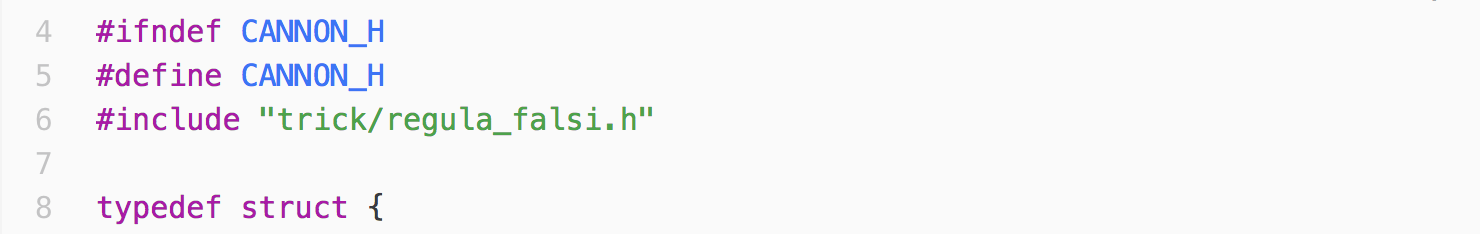 4 #ifndef CANNON_H
5 #define CANNON_H
6 #include "trick/regula_falsi.h"
7
8 typedef struct {